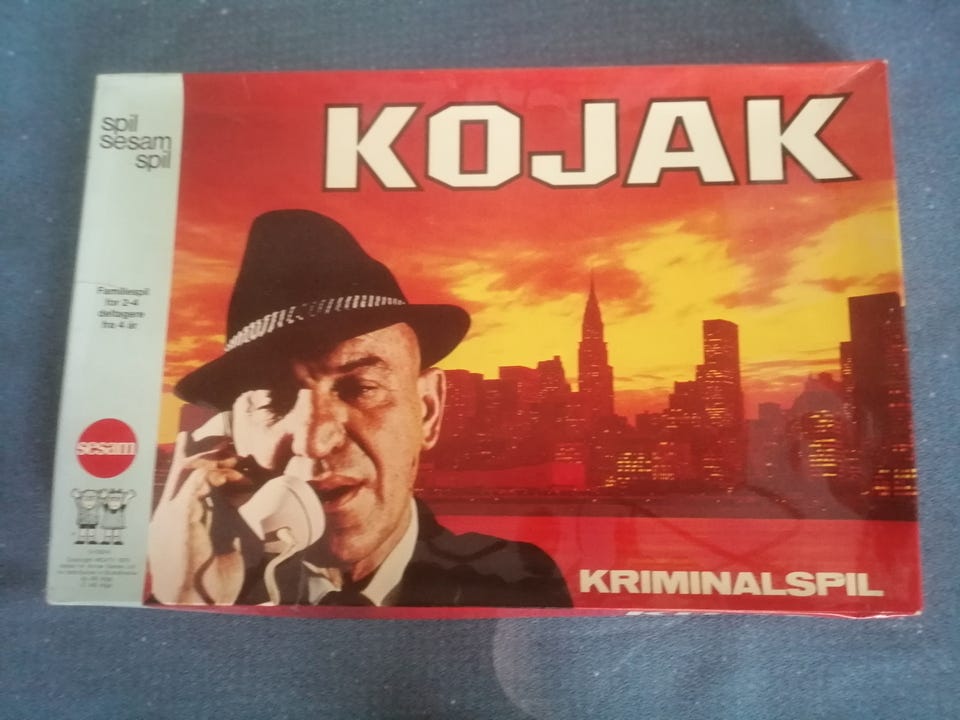 spil
sesam
spil
KOJAK
Familiespil
for 2-4
deltagere
fra 4 år
sesam
KRIMINALSPIL